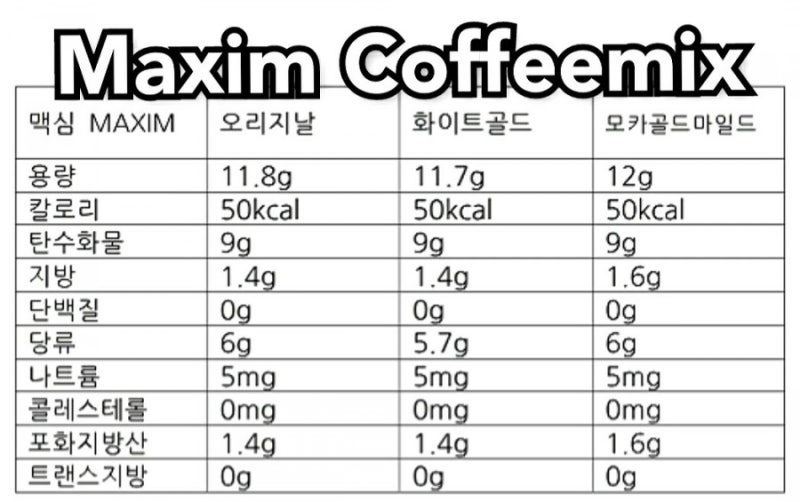 Maxim Coffeemix
맥심 MAXIM 오리지날 화이트골드 모카골드마일드
용량 11.8g 11.7g 12g
칼로리 50kcal 50kcal 50kcal
탄수화물 9g 9g 9g
지방 1.4g 1.4g 1.6g
단백질 0g 0g 0g
당류 6g 5.7g 6g
나트륨 5mg 5mg 5mg
콜레스테롤 0mg 0mg 0mg
포화지방산 1.4g 1.4g 1.6g
트랜스지방 0g 0g 0g